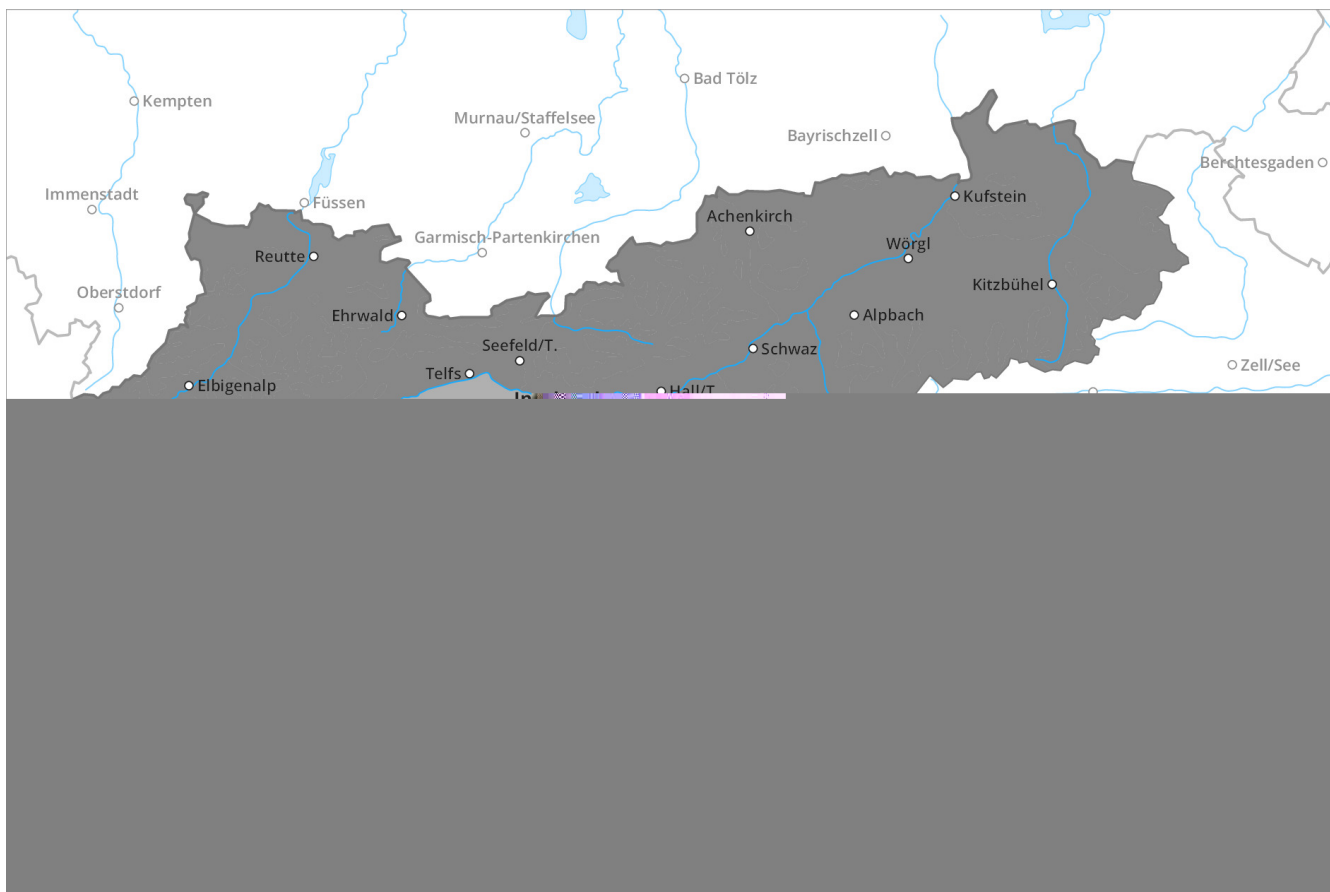 Bad Tölz
Kempten
Murnau/Staffelsee
Bayrischzell
Berchtesgaden
Immenstadt
Füssen
Kufstein
Achenkirch
Garmisch-Partenkirchen
Wörgl
Reutte
Kitzbühel
Oberstdorf
Ehrwald
Alpbach
Seefeld/T.
Schwaz
Zell/See
Telfs
Elbigenalp
Hall/T.